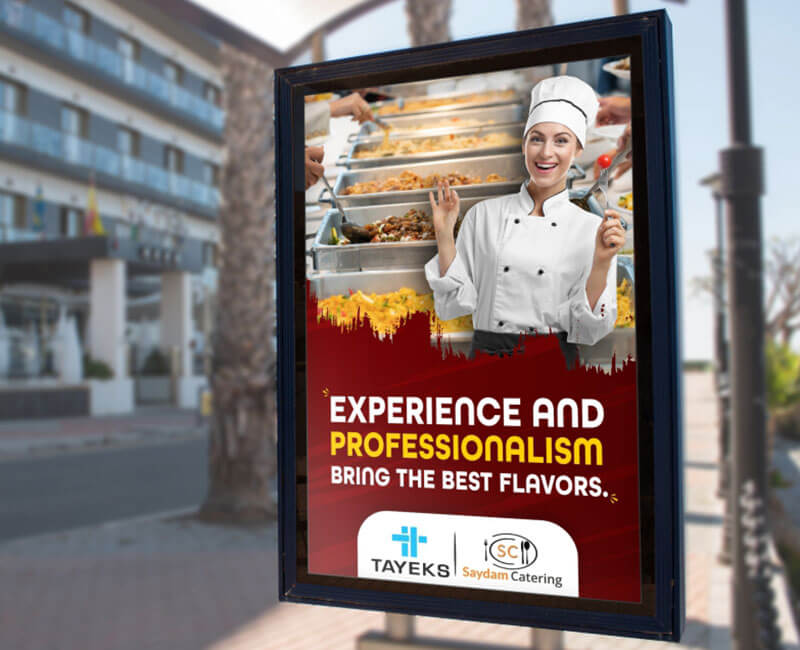 EXPERIENCE AND
PROFESSIONALISM
BRING THE BEST FLAVORS.
TAYEKS
SC
Saydam Catering